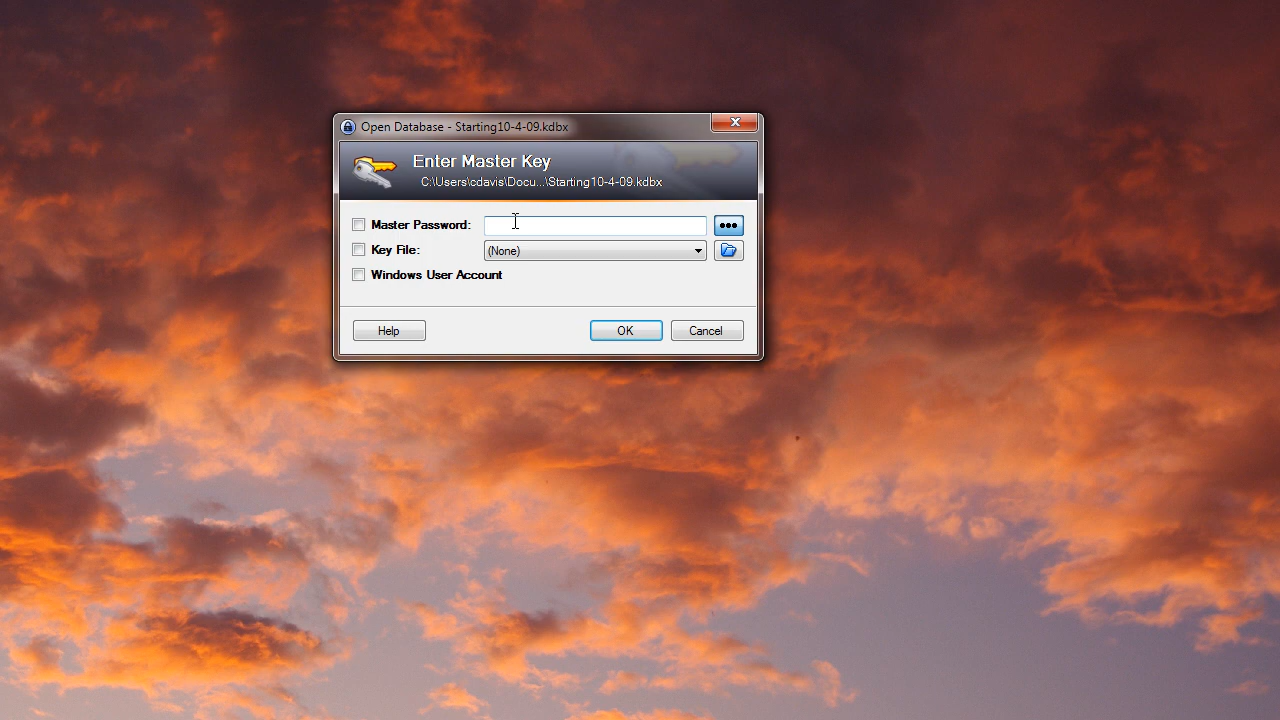 Open Database - Starting10-4-09.kdbx
Enter Master Key
C:\Users\cdavis\Docu...\Starting10-4-09.kdbx
Master Password:
Key File: (None)
Windows User Account
Help OK Cancel